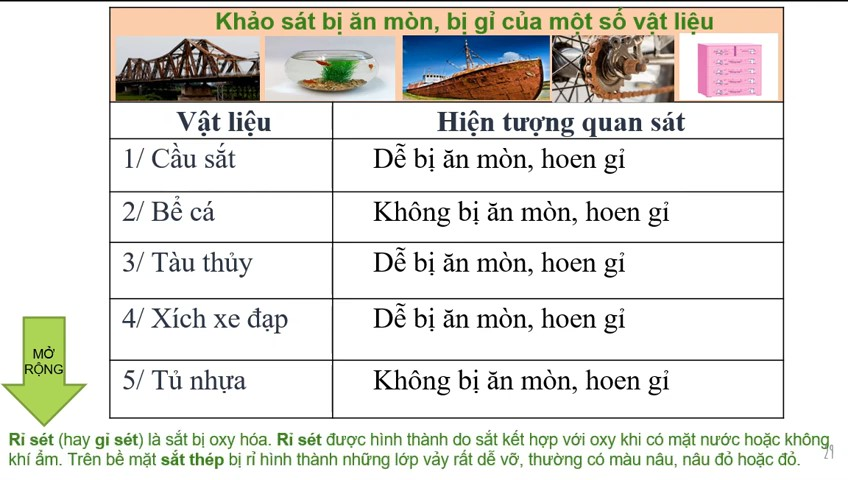 Khảo sát bị ăn mòn, bị gỉ của một số vật liệu
Vật liệu Hiện tượng quan sát
1/ Cầu sắt Dễ bị ăn mòn, hoen gỉ
2/ Bể cá Không bị ăn mòn, hoen gỉ
3/ Tàu thủy Dễ bị ăn mòn, hoen gỉ
4/ Xích xe đạp Dễ bị ăn mòn, hoen gỉ
5/ Tủ nhựa Không bị ăn mòn, hoen gỉ
MỞ
RỘNG
Rỉ sét (hay gỉ sét) là sắt bị oxy hóa. Rỉ sét được hình thành do sắt kết hợp với oxy khi có mặt nước hoặc không
khí ẩm. Trên bề mặt sắt thép bị rỉ hình thành những lớp vảy rất dễ vỡ, thường có màu nâu, nâu đỏ hoặc đỏ.
29